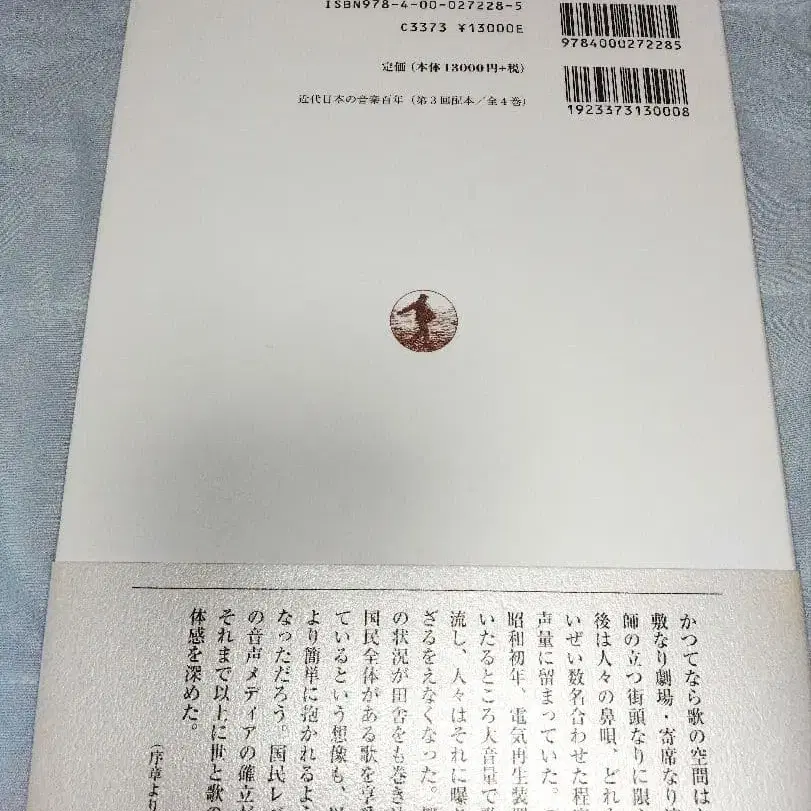 ISBN978-4-00-027228-5
C3373 ¥13000E
定価(本体13000円+税)
近代日本の音楽百年(第3回配本/全4巻)
9784000272285
1923373130008
かつてなら歌の空間は
敷なり劇場・寄席なり
師の立つ街頭なりに限
後は人々の鼻唄、どれ
いぜい数名合わせた程
声量に留まっていた。
昭和初年、電気再生装
いたるところ大音量で
流し、人々はそれに曝
ざるをえなくなった。
の状況が田舎をも巻き
国民全体がある歌を享
ているという想像も、
より簡単に抱かれるよ
なっただろう。国民レ
の音声メディアの確立
それまで以上に世と歌の
体感を深めた。
(序章より